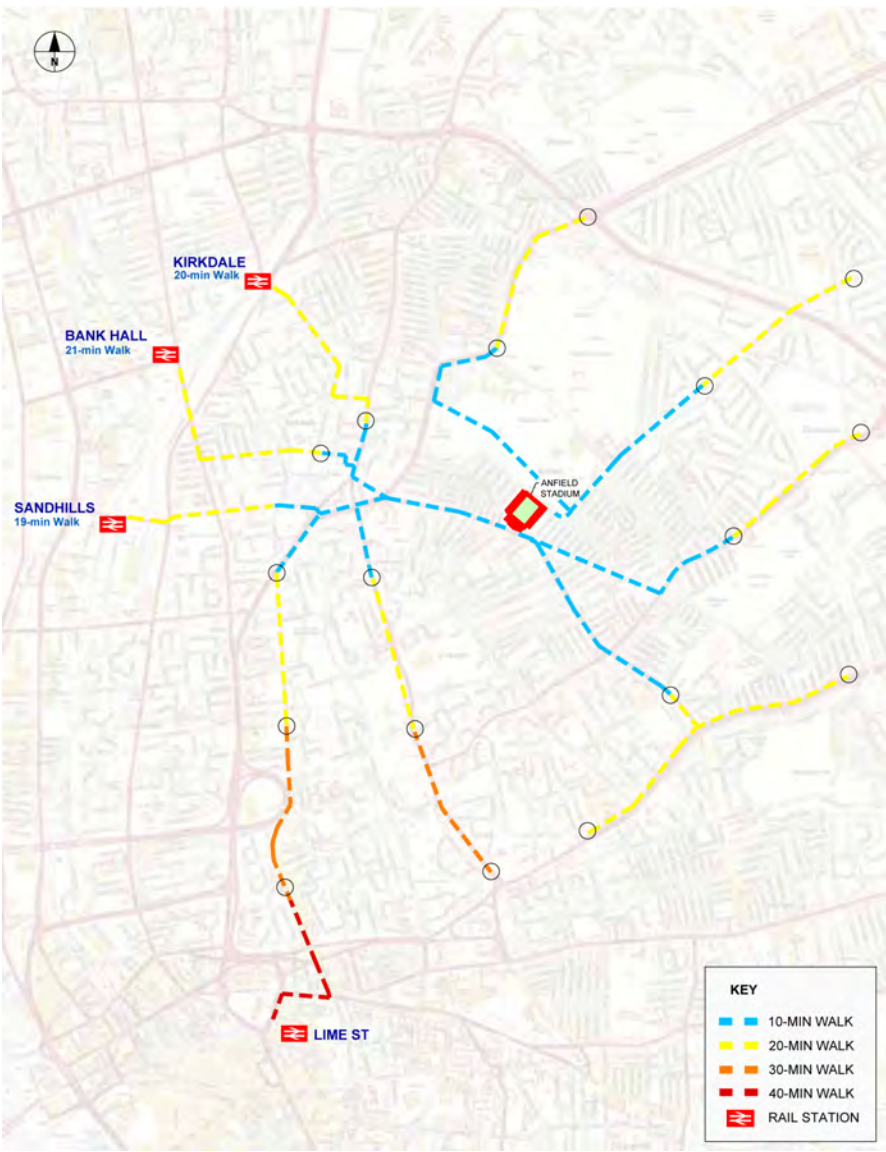 N
KIRKDALE
20-min Walk
BANK HALL
21-min Walk
SANDHILLS
19-min Walk
ANFIELD
STADIUM
LIME ST
KEY
10-MIN WALK
20-MIN WALK
30-MIN WALK
40-MIN WALK
RAIL STATION